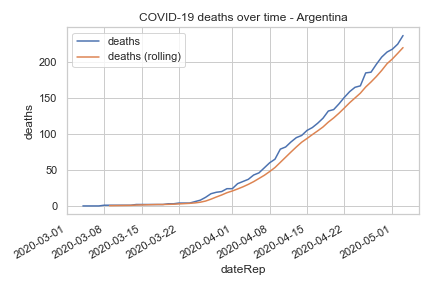 COVID-19 deaths over time - Argentina
deaths
deaths (rolling)
deaths
200
150
100
50
0
2020-03-01
2020-03-08
2020-03-15
2020-03-22
2020-04-01
2020-04-08
2020-04-15
2020-04-22
2020-05-01
dateRep